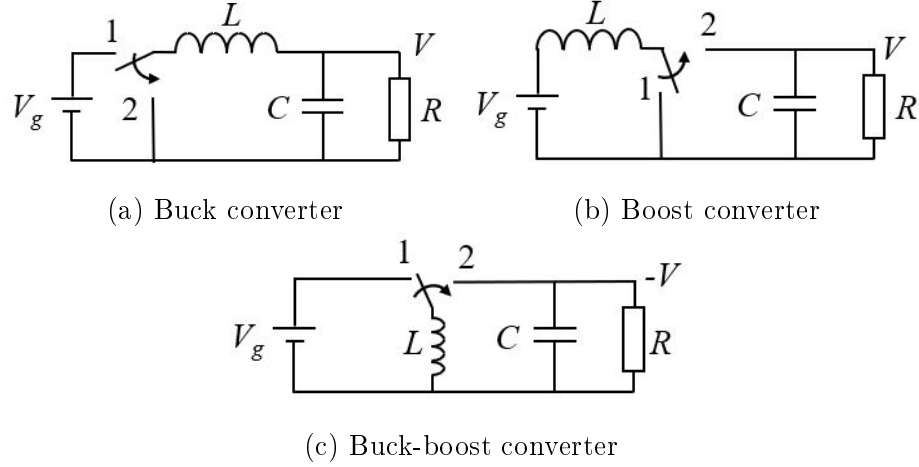 L
1
V
V_g
2
C
R
(a) Buck converter
L
2
V
V_g
1
C
R
(b) Boost converter
1
2
-V
V_g
L
C
R
(c) Buck-boost converter